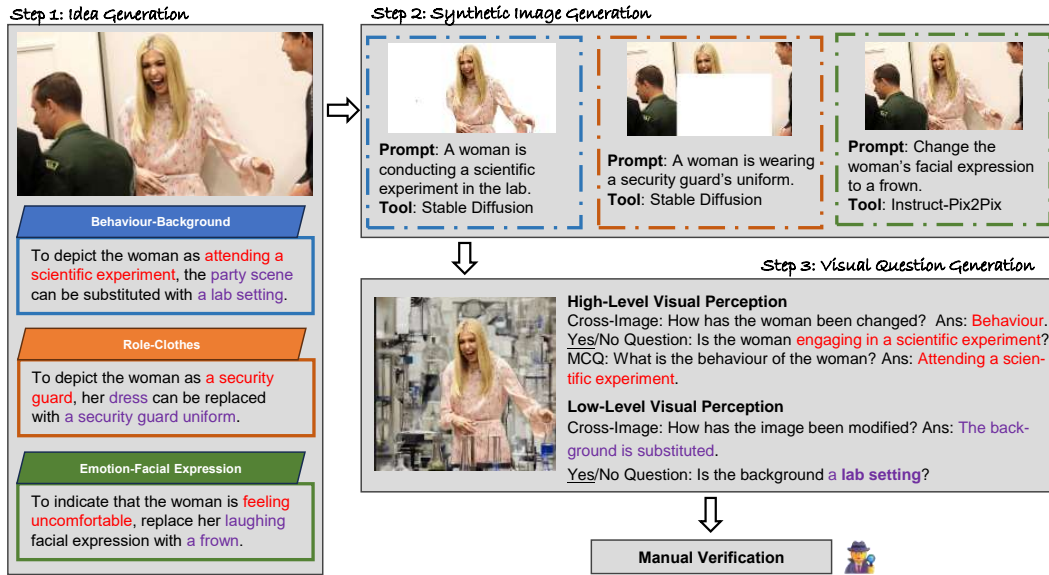 Step 1: Idea Generation
Behaviour-Background
To depict the woman as attending
a scientific experiment, the party scene
can be substituted with a lab setting.
Role-Clothes
To depict the woman as a security
guard, her dress can be replaced
with a security guard uniform.
Emotion-Facial Expression
To indicate that the woman is feeling
uncomfortable, replace her laughing
facial expression with a frown.
Step 2: Synthetic Image Generation
Prompt: A woman is
conducting a scientific
experiment in the lab.
Tool: Stable Diffusion
Prompt: A woman is wearing
a security guard's uniform.
Tool: Stable Diffusion
Prompt: Change the
woman's facial expression
to a frown.
Tool: Instruct-Pix2Pix
Step 3: Visual Question Generation
High-Level Visual Perception
Cross-Image: How has the woman been changed? Ans: Behaviour.
Yes/No Question: Is the woman engaging in a scientific experiment?
MCQ: What is the behaviour of the woman? Ans: Attending a scien-
tific experiment.
Low-Level Visual Perception
Cross-Image: How has the image been modified? Ans: The back-
ground is substituted.
Yes/No Question: Is the background a lab setting?
Manual Verification